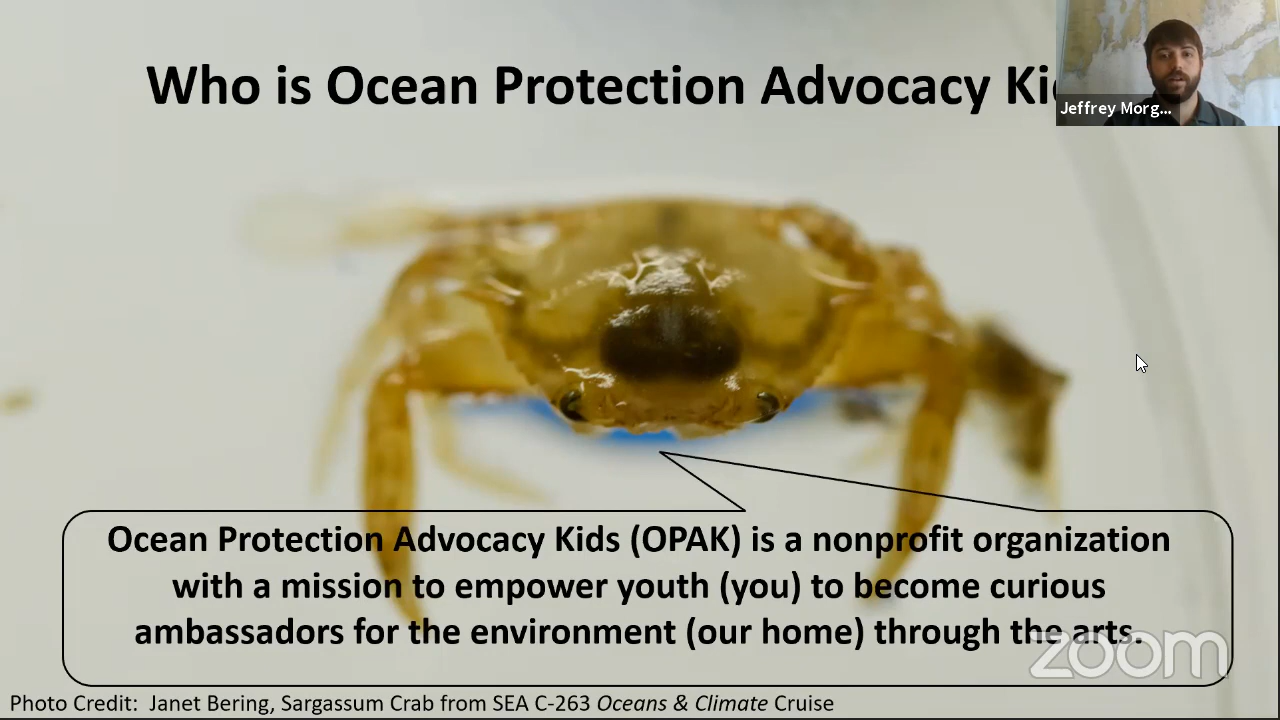 Who is Ocean Protection Advocacy
Jeffrey Morg...
Ocean Protection Advocacy Kids (OPAK) is a nonprofit organization
with a mission to empower youth (you) to become curious
ambassadors for the environment (our home) through the arts.
zoom
Photo Credit:  Janet Bering, Sargassum Crab from SEA C-263 Oceans & Climate Cruise